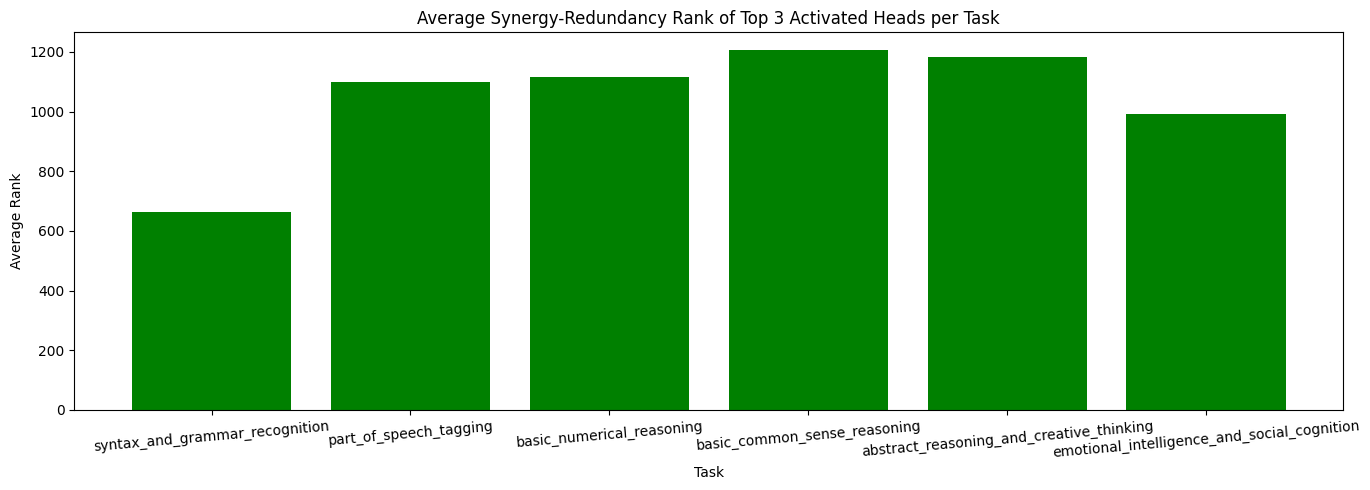 Average Synergy-Redundancy Rank of Top 3 Activated Heads per Task
1200
1000
800
600
400
200
0
Average Rank
syntax_and_grammar_recognition
part_of_speech_tagging
basic_numerical_reasoning
basic_common_sense_reasoning
abstract_reasoning_and_creative_thinking
emotional_intelligence_and_social_cognition
Task